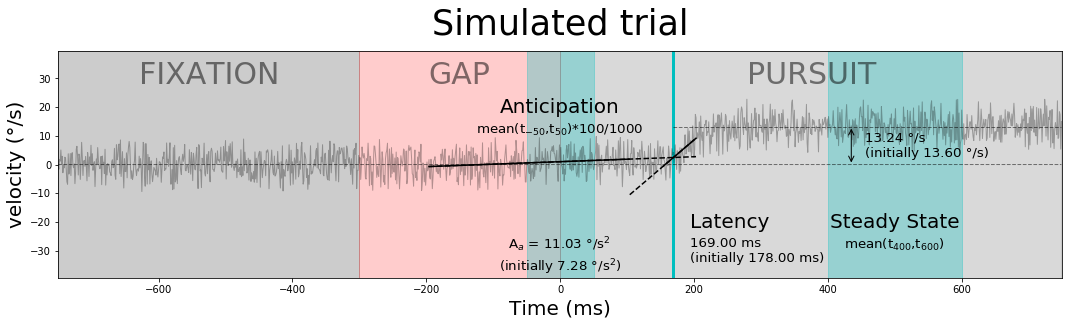 Simulated trial
FIXATION
GAP
PURSUIT
Anticipation
mean(t₋₅₀,t₅₀)*100/1000
13.24 °/s
(initially 13.60 °/s)
Latency
169.00 ms
(initially 178.00 ms)
Steady State
mean(t₄₀₀,t₆₀₀)
Aₐ = 11.03 °/s²
(initially 7.28 °/s²)
velocity (°/s)
30
20
10
0
−10
−20
−30
−600
−400
−200
0
200
400
600
Time (ms)